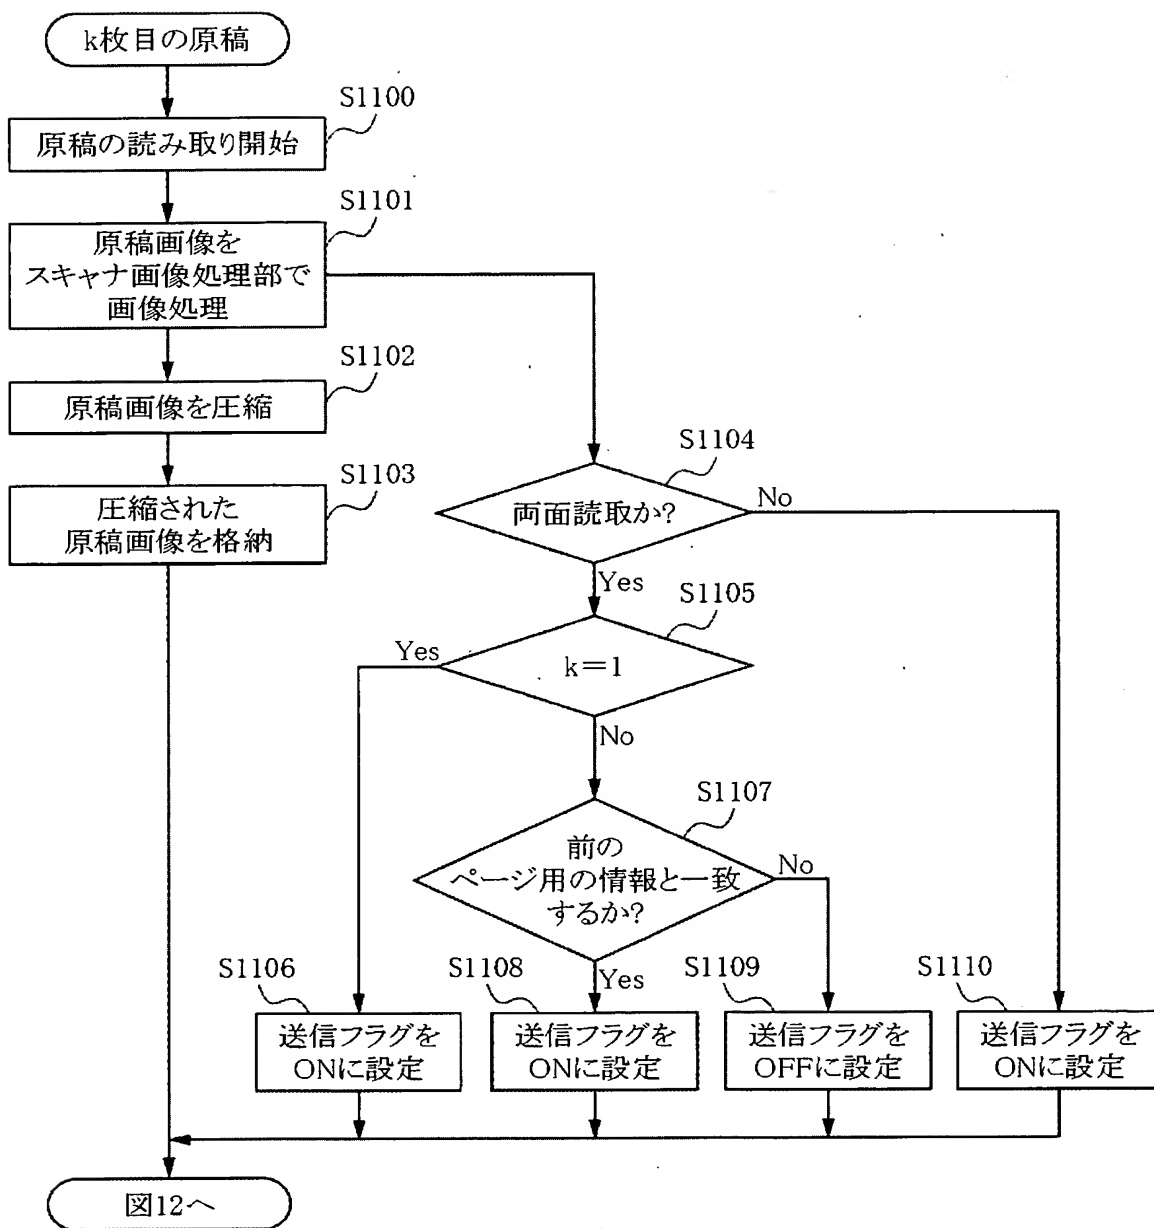 k枚目の原稿
S1100
原稿の読み取り開始
S1101
原稿画像を
スキャナ画像処理部で
画像処理
S1102
原稿画像を圧縮
S1103
圧縮された
原稿画像を格納
S1104
両面読取か?
No
Yes
S1105
k＝1
Yes
No
S1107
前の
ページ用の情報と一致
するか?
No
Yes
S1106
送信フラグを
ONに設定
S1108
送信フラグを
ONに設定
S1109
送信フラグを
OFFに設定
S1110
送信フラグを
ONに設定
図12へ